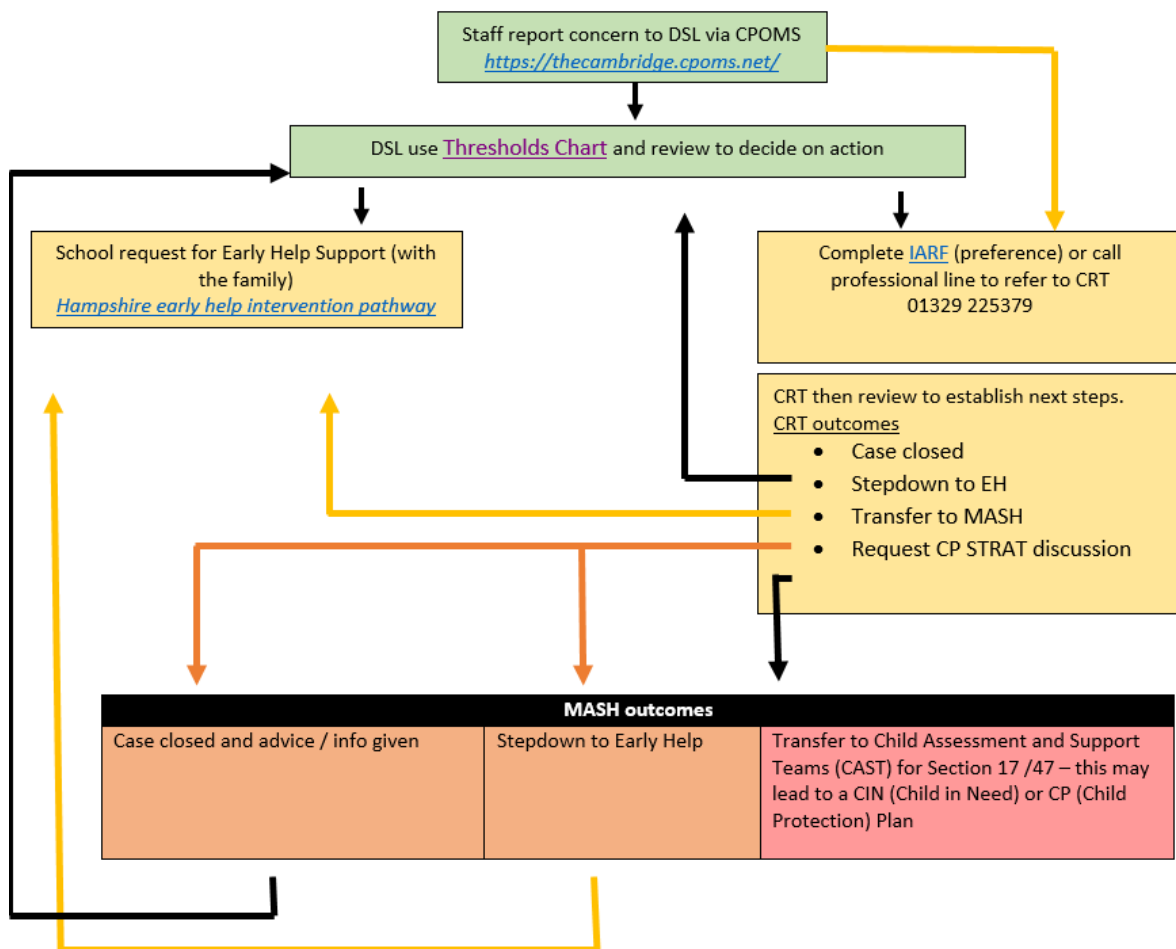 Staff report concern to DSL via CPOMS
https://thecambridge.cpoms.net/
DSL use Thresholds Chart and review to decide on action
School request for Early Help Support (with
the family)
Hampshire early help intervention pathway
Complete IARF (preference) or call
professional line to refer to CRT
01329 225379
CRT then review to establish next steps.
CRT outcomes
• Case closed
• Stepdown to EH
• Transfer to MASH
• Request CP STRAT discussion
MASH outcomes
Case closed and advice / info given
Stepdown to Early Help
Transfer to Child Assessment and Support
Teams (CAST) for Section 17 /47 – this may
lead to a CIN (Child in Need) or CP (Child
Protection) Plan